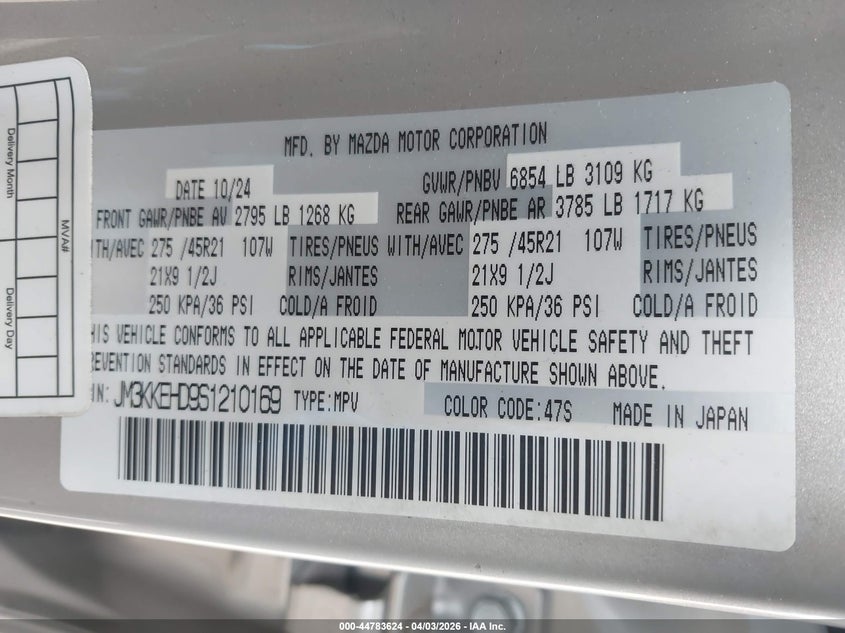 MFD. BY MAZDA MOTOR CORPORATION
DATE 10/24 GVWR/PNBV 6854 LB 3109 KG
FRONT GAWR/PNBE AV 2795 LB 1268 KG REAR GAWR/PNBE AR 3785 LB 1717 KG
ITH/AVEC 275 /45R21 107W TIRES/PNEUS WITH/AVEC 275 /45R21 107W TIRES/PNEUS
21X9 1/2J RIMS/JANTES 21X9 1/2J RIMS/JANTES
250 KPA/36 PSI COLD/A FROID 250 KPA/36 PSI COLD/A FROID
HIS VEHICLE CONFORMS TO ALL APPLICABLE FEDERAL MOTOR VEHICLE SAFETY AND THEFT
EVENTION STANDARDS IN EFFECT ON THE DATE OF MANUFACTURE SHOWN ABOVE.
IN: JM3KKEHD9S1210169 TYPE:MPV COLOR CODE:47S MADE IN JAPAN
MVA#
Delivery Month
Delivery Day
000-44783624 - 04/03/2026 - IAA Inc.